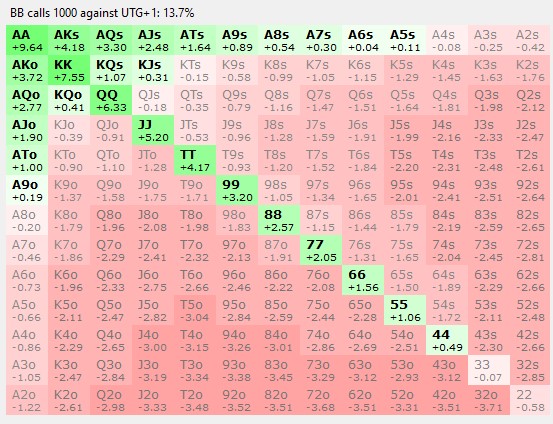 BB calls 1000 against UTG+1: 13.7%
AA AKs AQs AJs ATs A9s A8s A7s A6s A5s A4s A3s A2s
+9.64 +4.18 +3.30 +2.48 +1.64 +0.89 +0.54 +0.30 +0.04 +0.11 -0.08 -0.25 -0.42
AKo KK KQs KJs KTs K9s K8s K7s K6s K5s K4s K3s K2s
+3.72 +7.55 +1.07 +0.31 -0.15 -0.58 -0.99 -1.05 -1.15 -1.29 -1.45 -1.63 -1.76
AQo KQo QQ QJs QTs Q9s Q8s Q7s Q6s Q5s Q4s Q3s Q2s
+2.77 +0.41 +6.33 -0.18 -0.35 -0.79 -1.16 -1.47 -1.51 -1.64 -1.81 -1.98 -2.12
AJo KJo QJo JJ JTs J9s J8s J7s J6s J5s J4s J3s J2s
+1.90 -0.39 -0.91 +5.20 -0.53 -0.96 -1.28 -1.59 -1.91 -1.99 -2.16 -2.33 -2.47
ATo KTo QTo JTo TT T9s T8s T7s T6s T5s T4s T3s T2s
+1.00 -0.90 -1.10 -1.28 +4.17 -0.93 -1.20 -1.52 -1.84 -2.20 -2.31 -2.48 -2.61
A9o K9o Q9o J9o T9o 99 98s 97s 96s 95s 94s 93s 92s
+0.19 -1.37 -1.58 -1.75 -1.71 +3.20 -1.05 -1.34 -1.65 -2.01 -2.41 -2.51 -2.64
A8o K8o Q8o J8o T8o 98o 88 87s 86s 85s 84s 83s 82s
-0.20 -1.79 -1.96 -2.08 -1.98 -1.83 +2.57 -1.15 -1.44 -1.79 -2.19 -2.59 -2.65
A7o K7o Q7o J7o T7o 97o 87o 77 76s 75s 74s 73s 72s
-0.46 -1.86 -2.29 -2.41 -2.32 -2.13 -1.91 +2.05 -1.31 -1.65 -2.04 -2.45 -2.81
A6o K6o Q6o J6o T6o 96o 86o 76o 66 65s 64s 63s 62s
-0.73 -1.96 -2.33 -2.75 -2.66 -2.46 -2.22 -2.08 +1.56 -1.50 -1.89 -2.29 -2.66
A5o K5o Q5o J5o T5o 95o 85o 75o 65o 55 54s 53s 52s
-0.66 -2.11 -2.47 -2.82 -3.04 -2.84 -2.59 -2.44 -2.28 +1.06 -1.72 -2.11 -2.48
A4o K4o Q4o J4o T4o 94o 84o 74o 64o 54o 44 43s 42s
-0.86 -2.29 -2.65 -3.00 -3.15 -3.26 -3.01 -2.86 -2.69 -2.51 +0.49 -2.30 -2.66
A3o K3o Q3o J3o T3o 93o 83o 73o 63o 53o 43o 33 32s
-1.05 -2.47 -2.84 -3.19 -3.34 -3.38 -3.45 -3.29 -3.12 -2.93 -3.12 -0.07 -2.85
A2o K2o Q2o J2o T2o 92o 82o 72o 62o 52o 42o 32o 22
-1.22 -2.61 -2.98 -3.33 -3.48 -3.52 -3.51 -3.68 -3.51 -3.31 -3.51 -3.71 -0.58